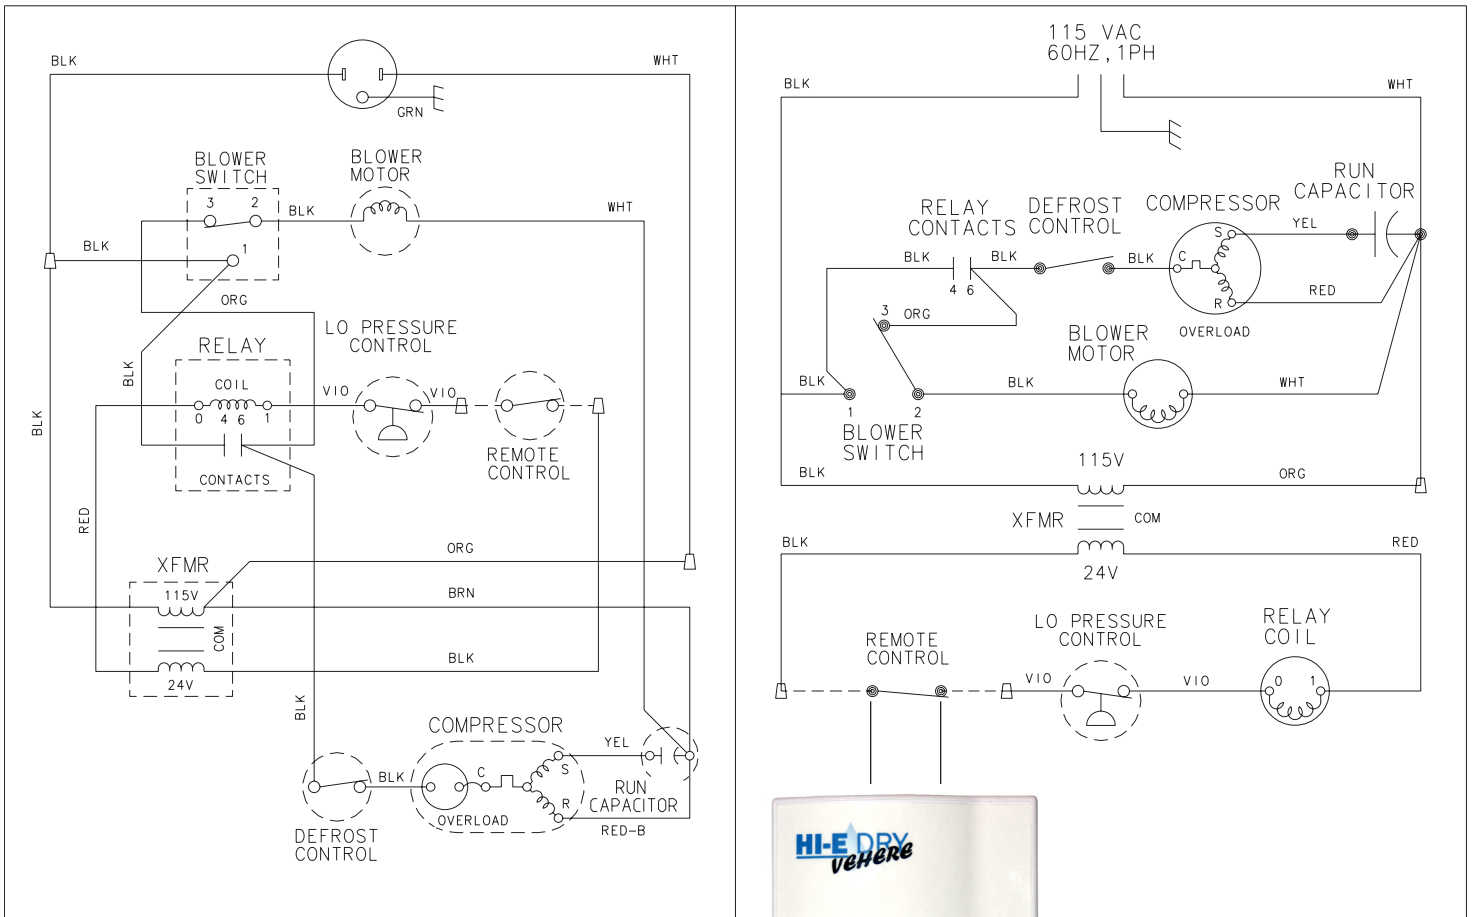 BLK
WHT
GRN
BLOWER
SWITCH
BLOWER
MOTOR
3
2
BLK
WHT
BLK
1
ORG
LO PRESSURE
CONTROL
RELAY
BLK
COIL
VIO
VIO
0
4
6
1
BLK
REMOTE
CONTROL
CONTACTS
RED
ORG
XFMR
115V
BRN
COM
BLK
24V
BLK
COMPRESSOR
YEL
C
S
BLK
RUN
CAPACITOR
R
OVERLOAD
RED-B
DEFROST
CONTROL
115 VAC
60HZ, 1PH
BLK
WHT
RUN
CAPACITOR
RELAY
CONTACTS
DEFROST
CONTROL
COMPRESSOR
S
YEL
BLK
BLK
BLK
C
4
6
R
RED
3
ORG
OVERLOAD
BLOWER
MOTOR
BLK
BLK
WHT
1
2
BLOWER
SWITCH
115V
BLK
ORG
XFMR
COM
BLK
RED
24V
RELAY
COIL
LO PRESSURE
CONTROL
REMOTE
CONTROL
VIO
VIO
0
1
HI-E DRY
VEHERE